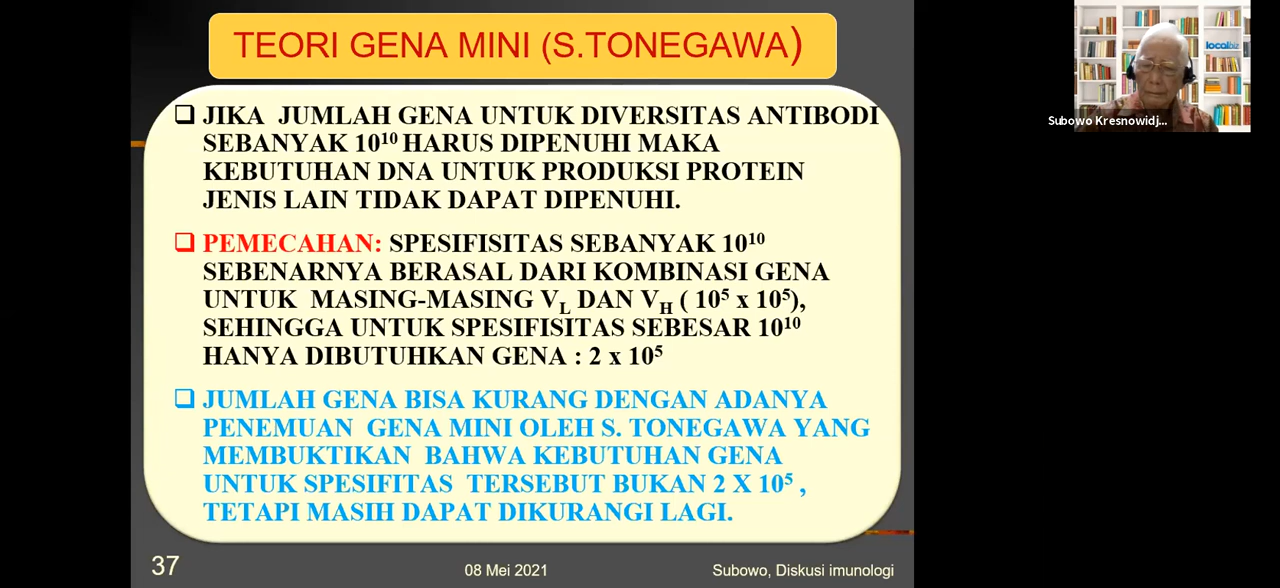 TEORI GENA MINI (S.TONEGAWA)
❑ JIKA JUMLAH GENA UNTUK DIVERSITAS ANTIBODI
SEBANYAK 10¹⁰ HARUS DIPENUHI MAKA
KEBUTUHAN DNA UNTUK PRODUKSI PROTEIN
JENIS LAIN TIDAK DAPAT DIPENUHI.
❑ PEMECAHAN: SPESIFISITAS SEBANYAK 10¹⁰
SEBENARNYA BERASAL DARI KOMBINASI GENA
UNTUK MASING-MASING V_L DAN V_H ( 10⁵ x 10⁵),
SEHINGGA UNTUK SPESIFISITAS SEBESAR 10¹⁰
HANYA DIBUTUHKAN GENA : 2 x 10⁵
❑ JUMLAH GENA BISA KURANG DENGAN ADANYA
PENEMUAN GENA MINI OLEH S. TONEGAWA YANG
MEMBUKTIKAN BAHWA KEBUTUHAN GENA
UNTUK SPESIFITAS TERSEBUT BUKAN 2 X 10⁵ ,
TETAPI MASIH DAPAT DIKURANGI LAGI.
37
08 Mei 2021
Subowo, Diskusi imunologi
localbiz
Subowo Kresnowidj...